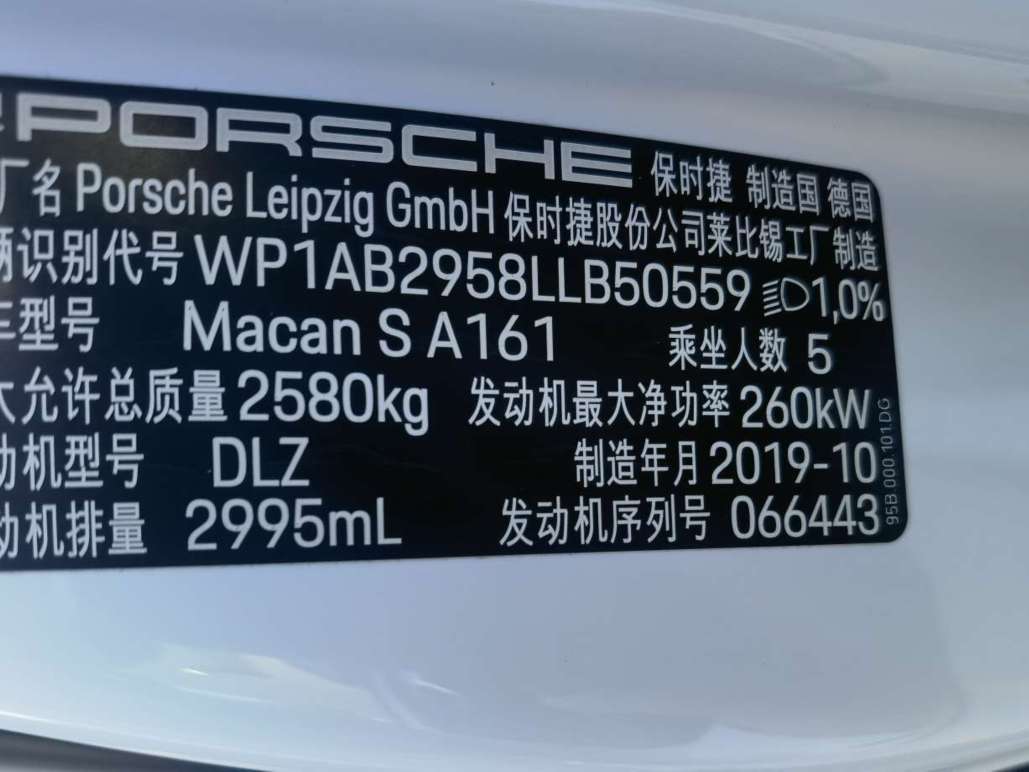 PORSCHE 保时捷 制造国 德国
厂名 Porsche Leipzig GmbH 保时捷股份公司莱比锡工厂制造
辆识别代号 WP1AB2958LLB50559 1,0%
车型号 Macan S A161 乘坐人数 5
大允许总质量 2580kg 发动机最大净功率 260kW
动机型号 DLZ 制造年月 2019-10
动机排量 2995mL 发动机序列号 066443
95B 000.101.DG